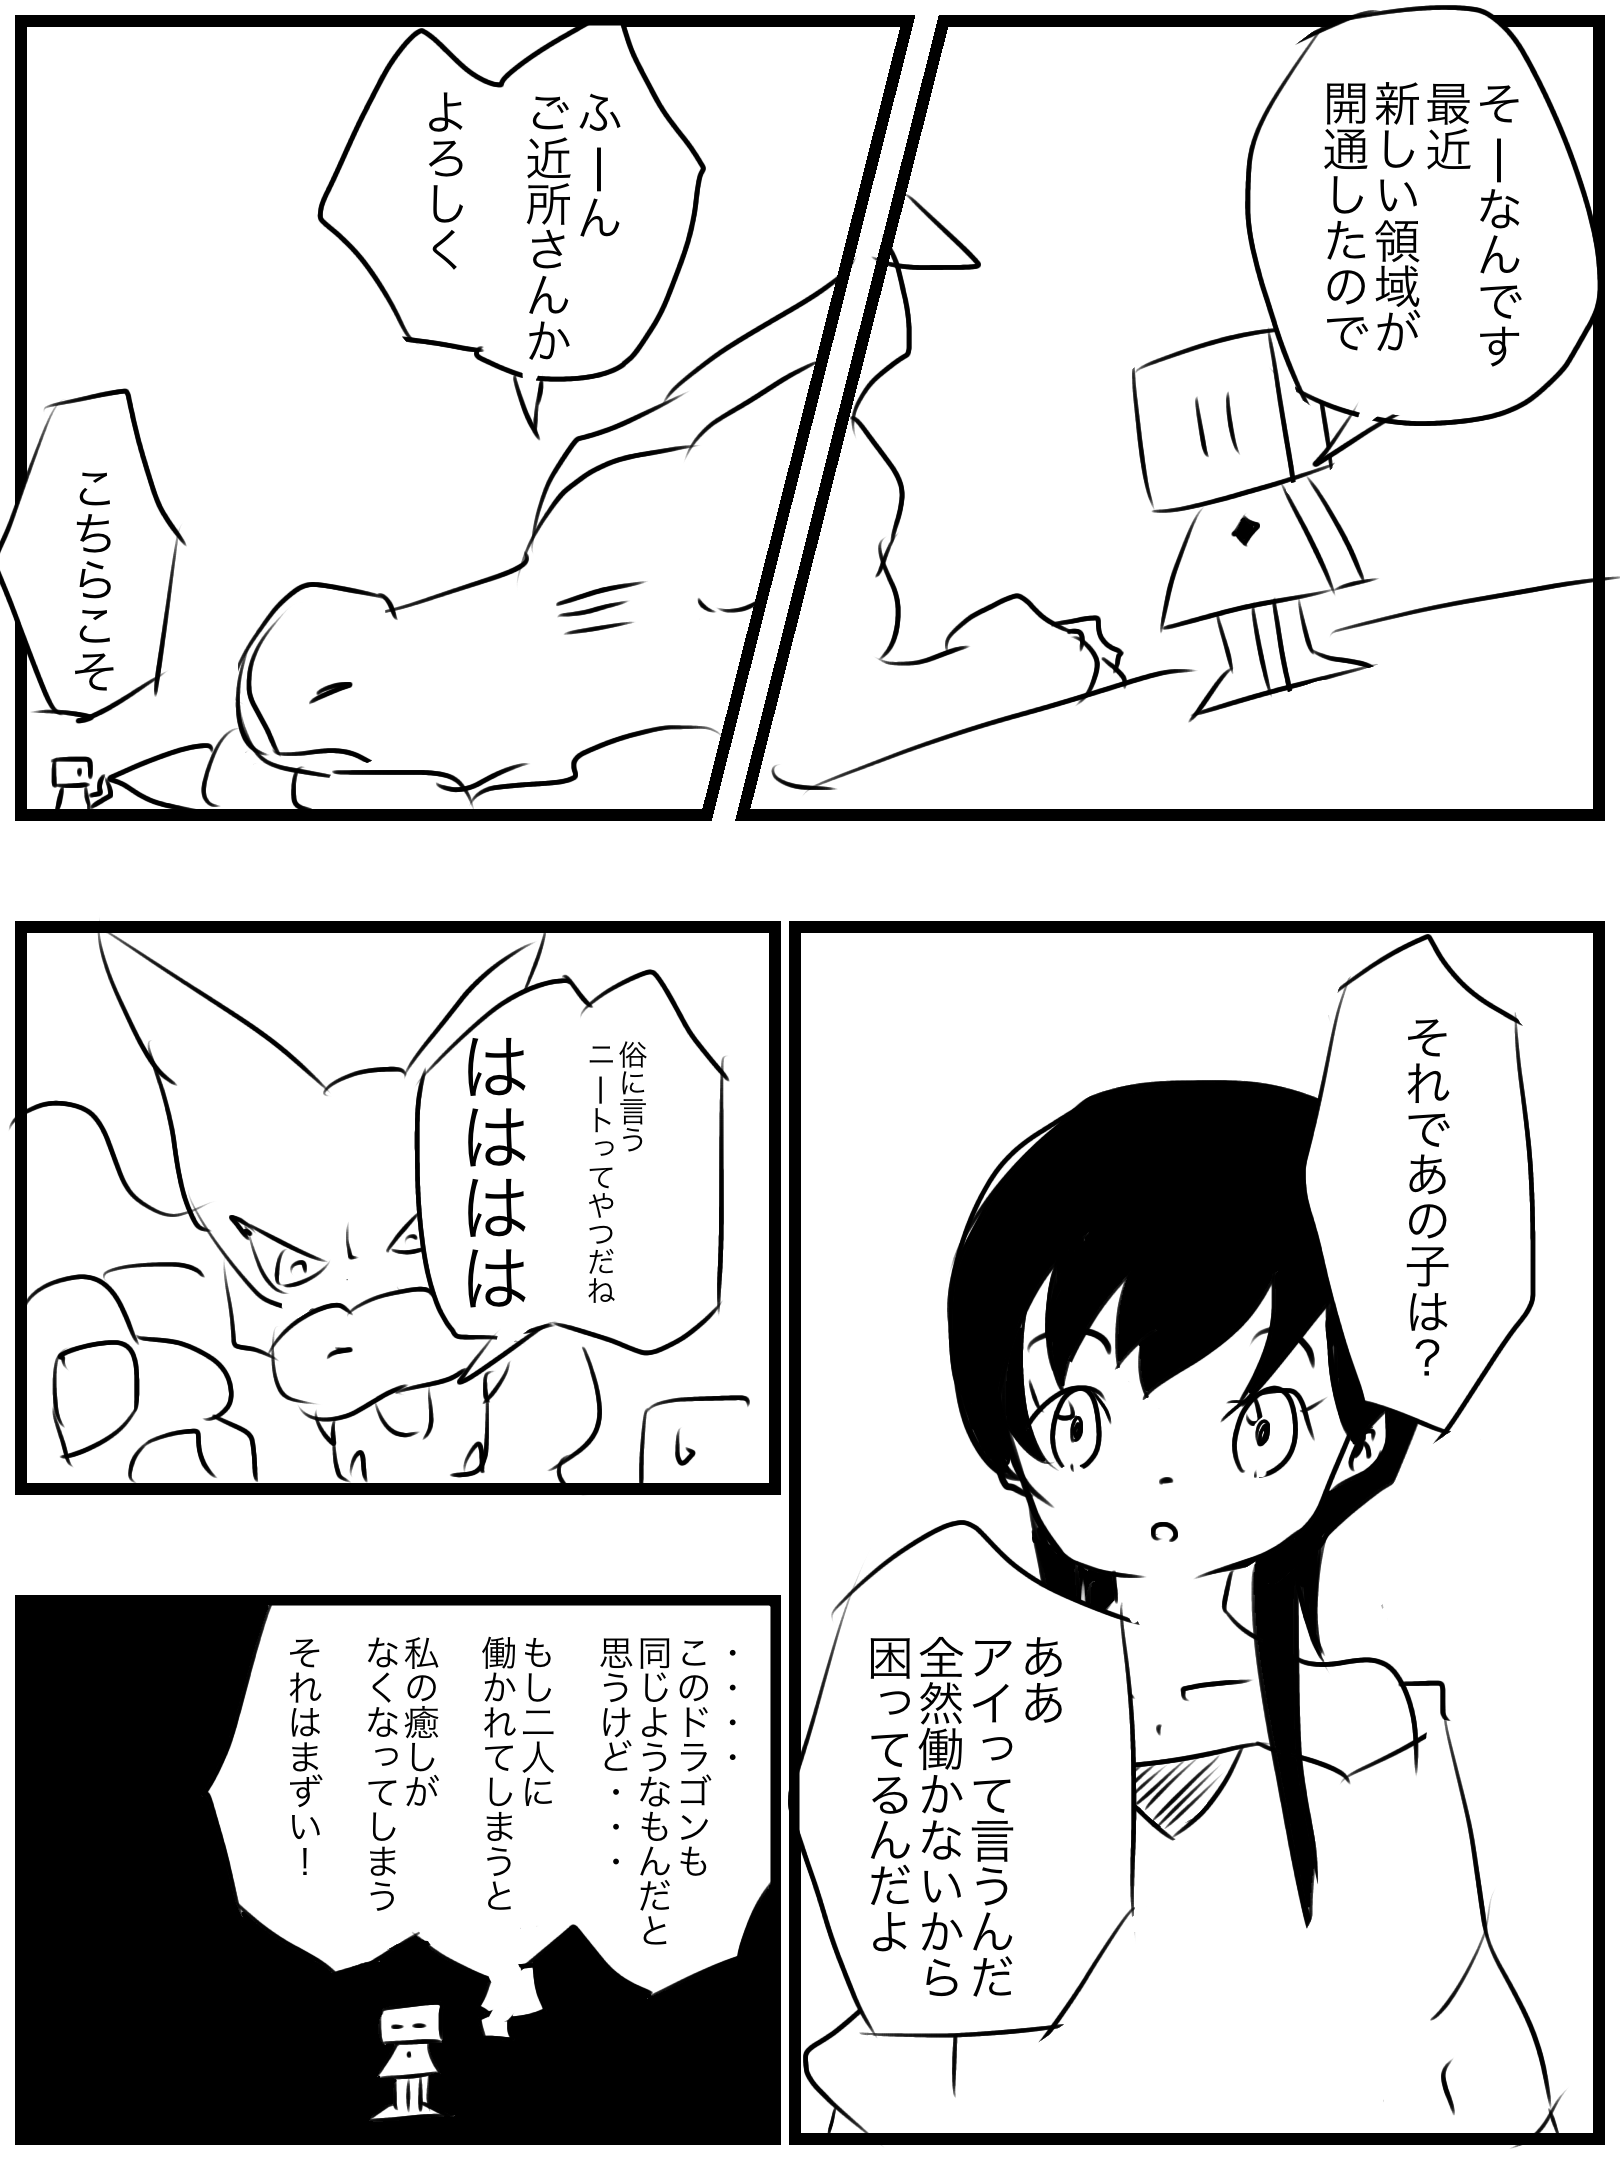 そーなんです
最近
新しい領域が
開通したので
ふーん
ご近所さんか
よろしく
こちらこそ
それであの子は？
ああ
アイって言うんだ
全然働かないから
困ってるんだよ
俗に言う
ニートってやつだね
はははは
・・・・
このドラゴンも
同じようなもんだと
思うけど・・・
もし二人に
働かれてしまうと
私の癒しが
なくなってしまう
それはまずい！